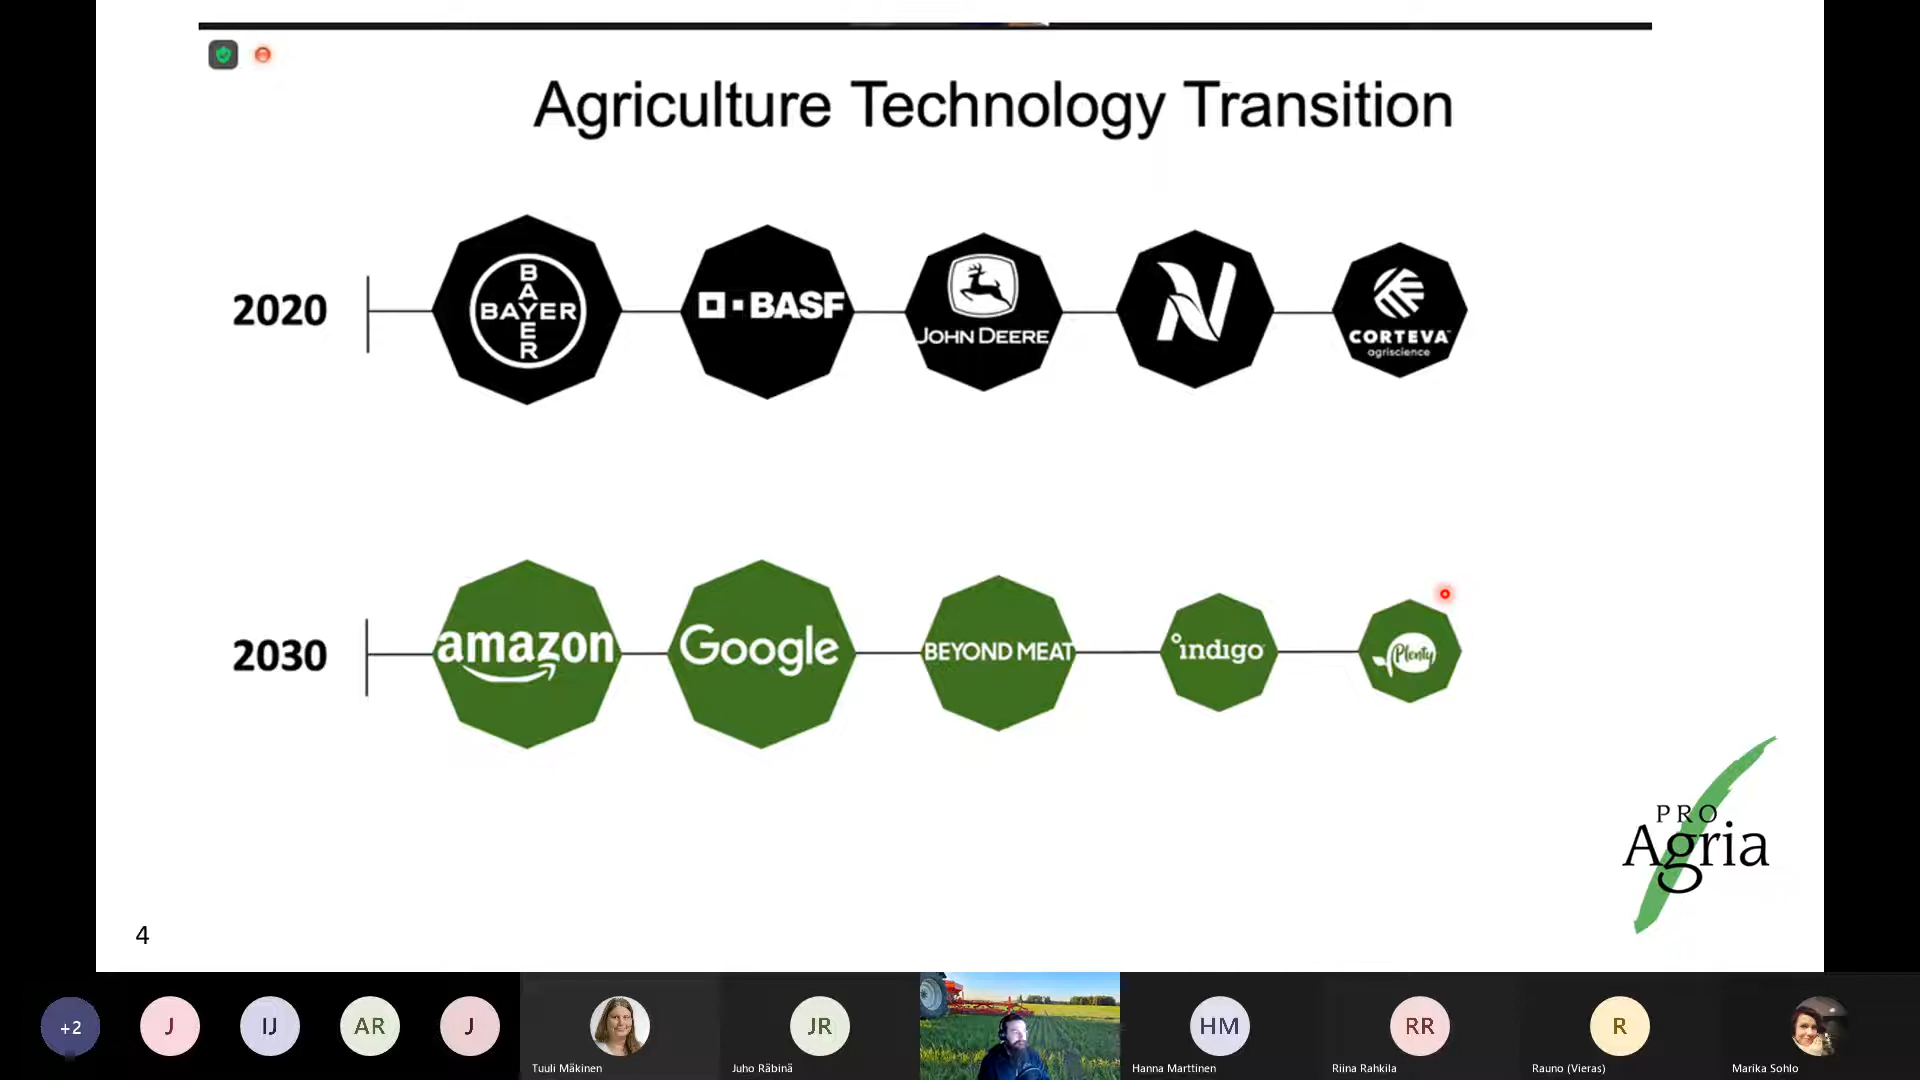 Agriculture Technology Transition
2020
BAYER
BAYER
BASF
JOHN DEERE
N
CORTEVA™
agriscience
2030
amazon
Google
BEYOND MEAT
indigo
Plenty
PRO
Agria
4
+2
J
IJ
AR
J
JR
HM
RR
R
Tuuli Mäkinen
Juho Räbinä
Hanna Marttinen
Riina Rahkila
Rauno (Vieras)
Marika Sohlo